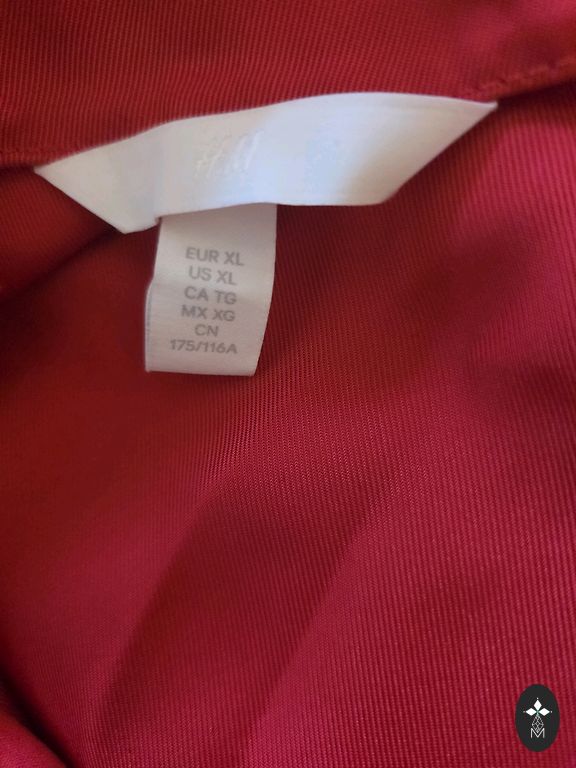 H&M
EUR XL
US XL
CA TG
MX XG
CN
175/116A
M